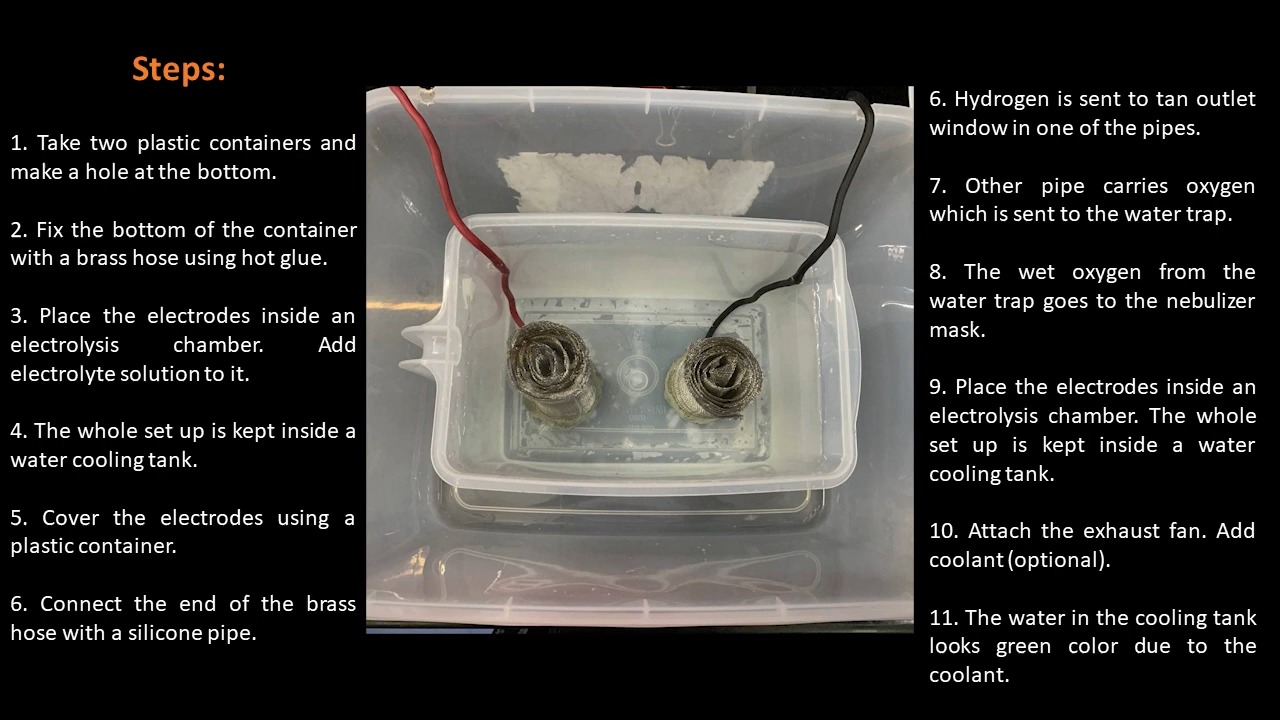 Steps:
1. Take two plastic containers and
make a hole at the bottom.
2. Fix the bottom of the container
with a brass hose using hot glue.
3. Place the electrodes inside an
electrolysis chamber. Add
electrolyte solution to it.
4. The whole set up is kept inside a
water cooling tank.
5. Cover the electrodes using a
plastic container.
6. Connect the end of the brass
hose with a silicone pipe.
6. Hydrogen is sent to tan outlet
window in one of the pipes.
7. Other pipe carries oxygen
which is sent to the water trap.
8. The wet oxygen from the
water trap goes to the nebulizer
mask.
9. Place the electrodes inside an
electrolysis chamber. The whole
set up is kept inside a water
cooling tank.
10. Attach the exhaust fan. Add
coolant (optional).
11. The water in the cooling tank
looks green color due to the
coolant.